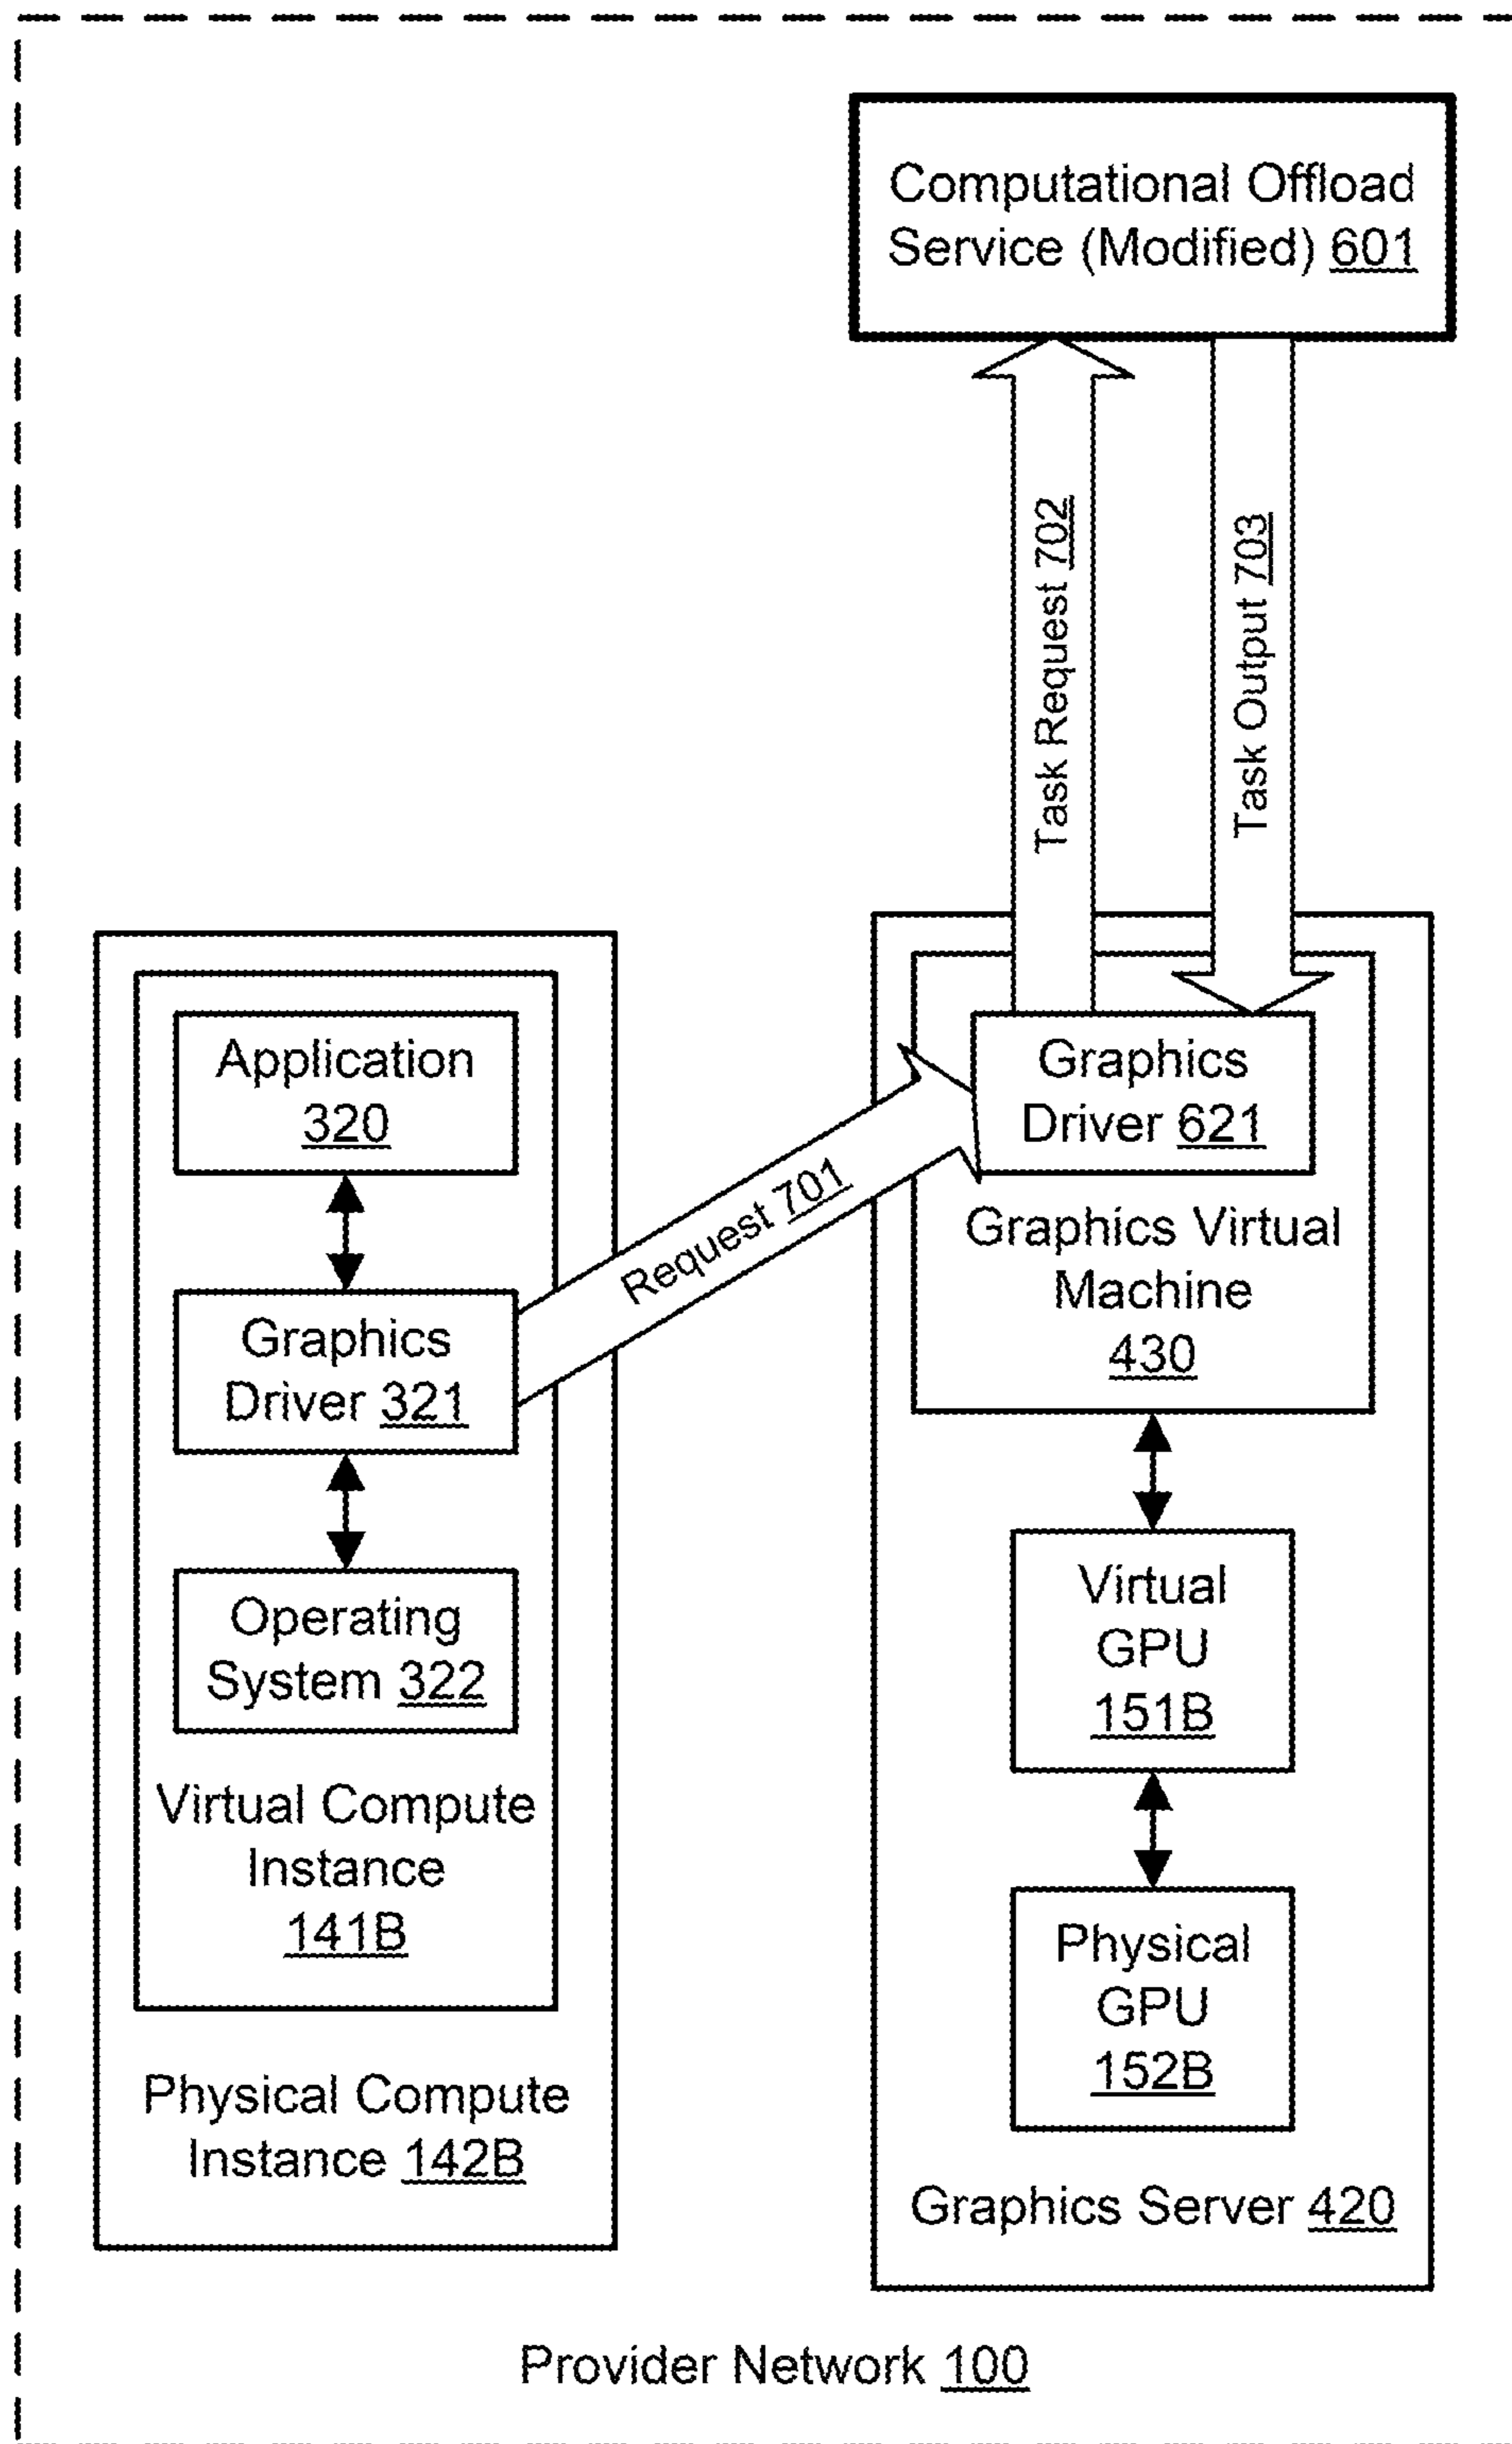 Computational Offload
Service (Modified) 601
Task Request 702
Task Output 703
Application
320
Graphics
Driver 321
Operating
System 322
Virtual Compute
Instance
141B
Physical Compute
Instance 142B
Request 701
Graphics
Driver 621
Graphics Virtual
Machine
430
Virtual
GPU
151B
Physical
GPU
152B
Graphics Server 420
Provider Network 100